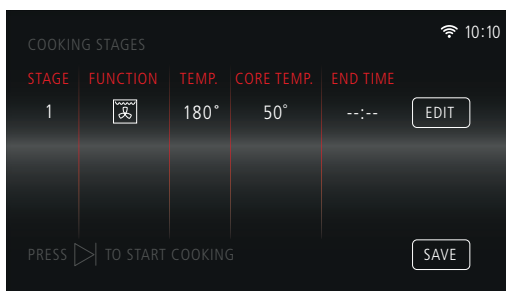 10:10
COOKING STAGES
STAGE FUNCTION TEMP. CORE TEMP. END TIME
1 180° 50° --:-- EDIT
PRESS TO START COOKING
SAVE